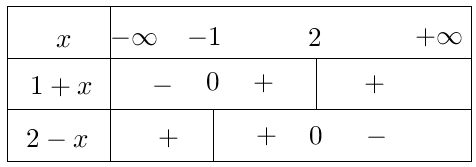 x −∞ −1 2 +∞
1 + x − 0 + +
2 − x + + 0 −